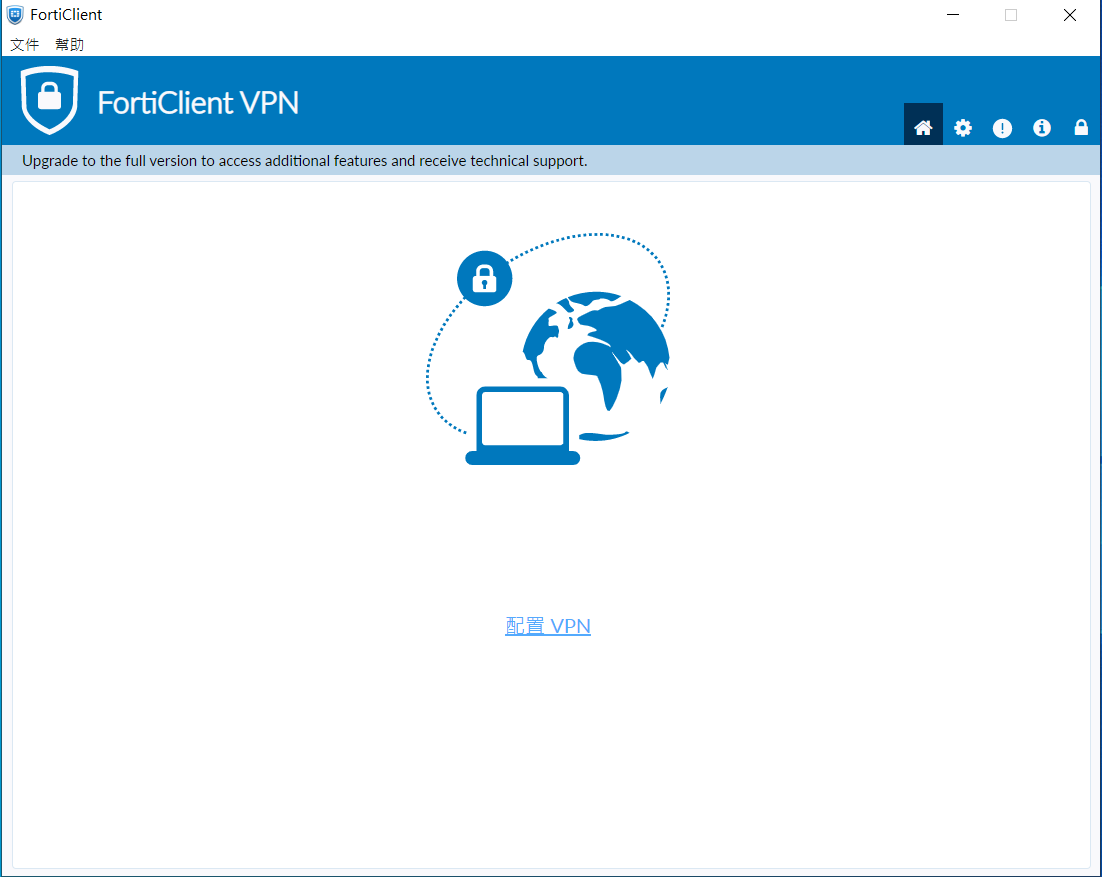 FortiClient
文件 幫助
FortiClient VPN
Upgrade to the full version to access additional features and receive technical support.
配置 VPN